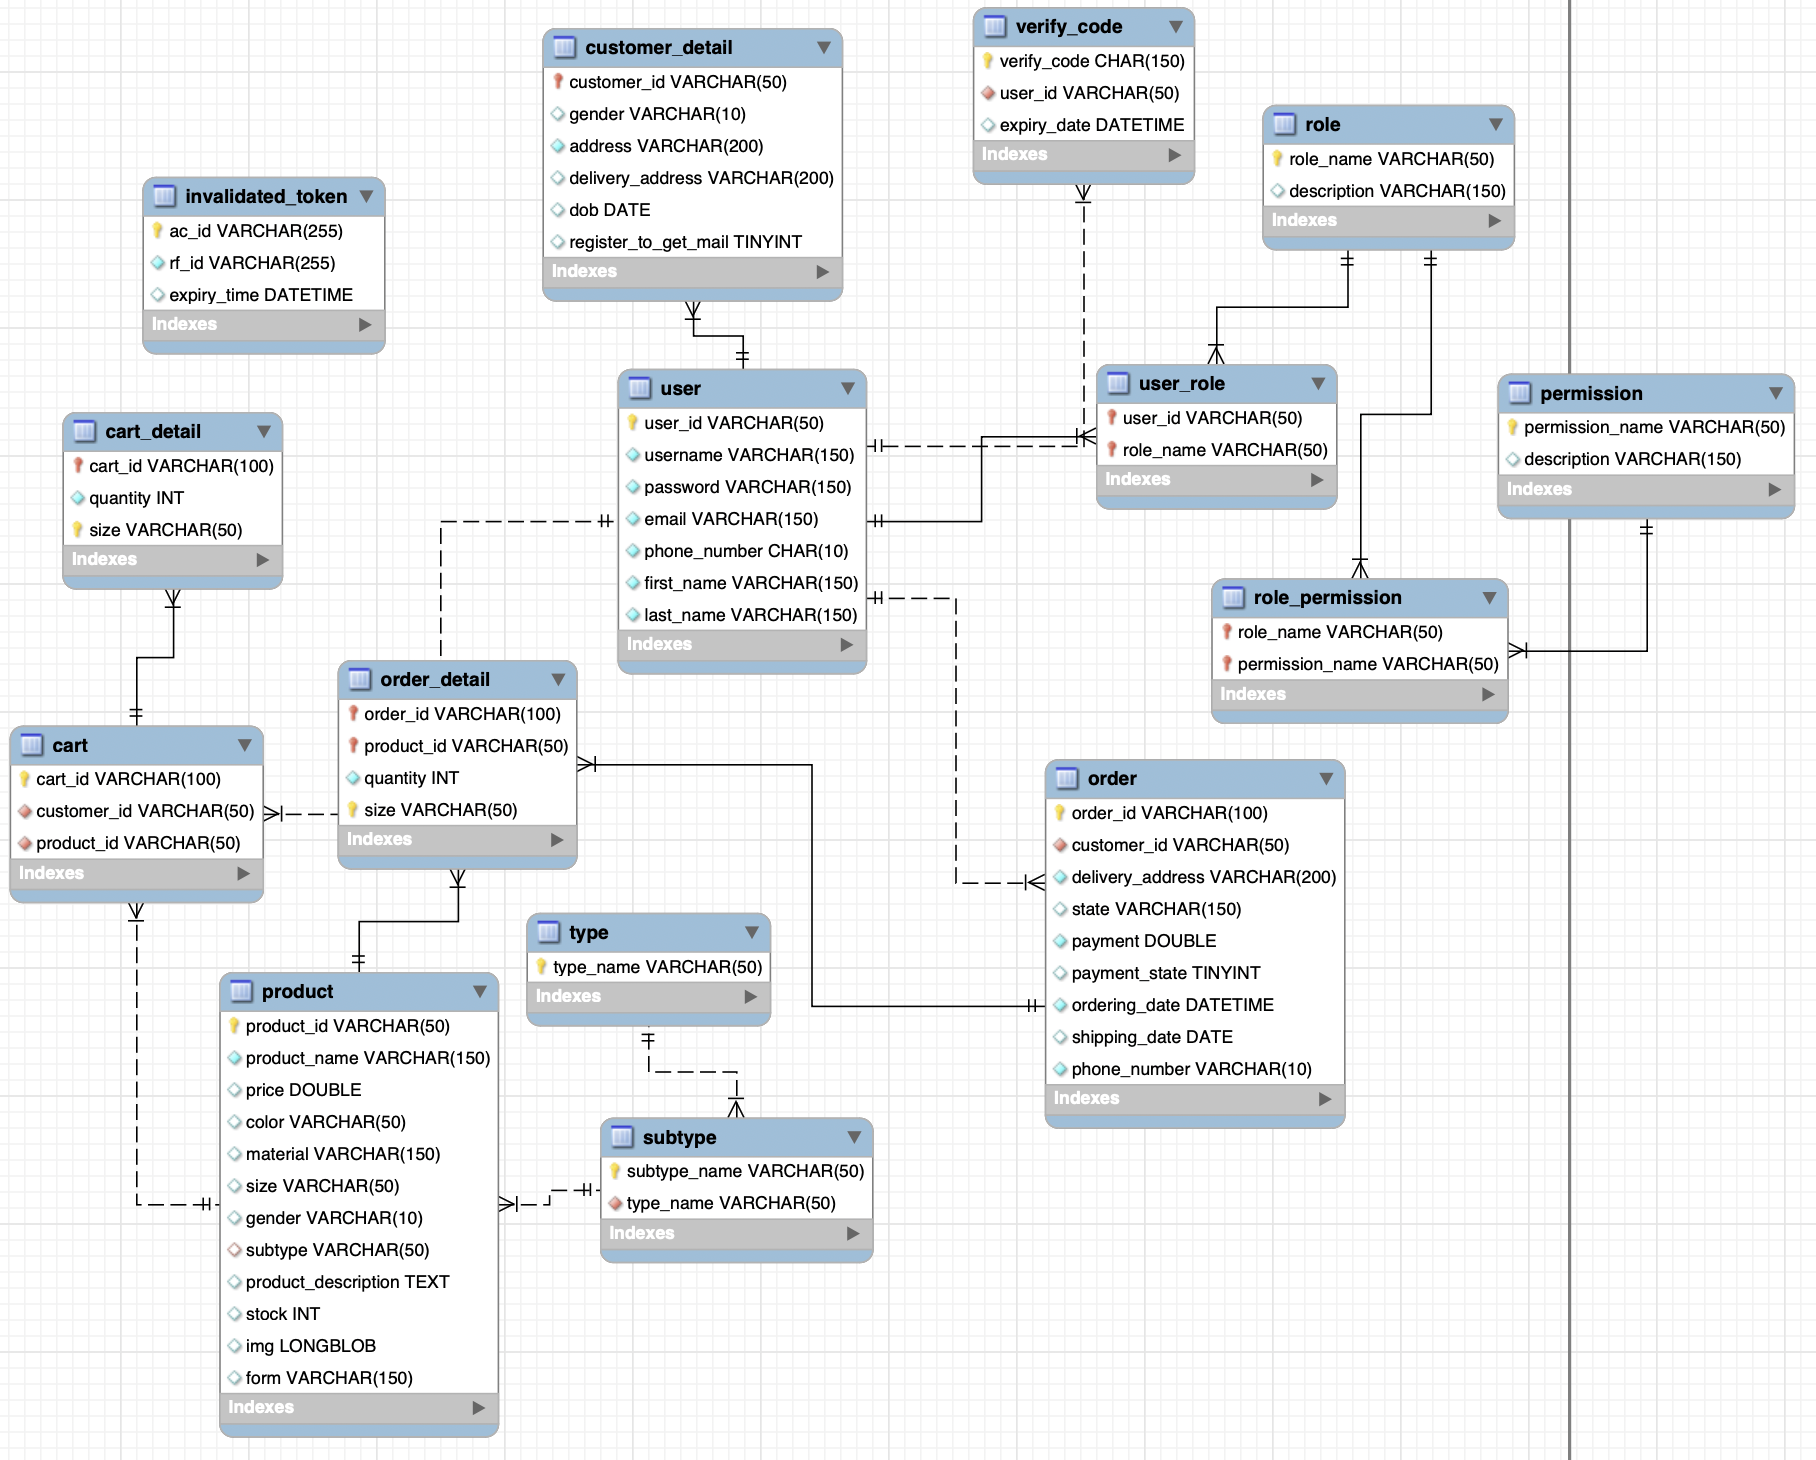 verify_code
verify_code CHAR(150)
user_id VARCHAR(50)
expiry_date DATETIME
Indexes
customer_detail
customer_id VARCHAR(50)
gender VARCHAR(10)
address VARCHAR(200)
delivery_address VARCHAR(200)
dob DATE
register_to_get_mail TINYINT
Indexes
role
role_name VARCHAR(50)
description VARCHAR(150)
Indexes
invalidated_token
ac_id VARCHAR(255)
rf_id VARCHAR(255)
expiry_time DATETIME
Indexes
user
user_id VARCHAR(50)
username VARCHAR(150)
password VARCHAR(150)
email VARCHAR(150)
phone_number CHAR(10)
first_name VARCHAR(150)
last_name VARCHAR(150)
Indexes
user_role
user_id VARCHAR(50)
role_name VARCHAR(50)
Indexes
permission
permission_name VARCHAR(50)
description VARCHAR(150)
Indexes
cart_detail
cart_id VARCHAR(100)
quantity INT
size VARCHAR(50)
Indexes
role_permission
role_name VARCHAR(50)
permission_name VARCHAR(50)
Indexes
order_detail
order_id VARCHAR(100)
product_id VARCHAR(50)
quantity INT
size VARCHAR(50)
Indexes
cart
cart_id VARCHAR(100)
customer_id VARCHAR(50)
product_id VARCHAR(50)
Indexes
order
order_id VARCHAR(100)
customer_id VARCHAR(50)
delivery_address VARCHAR(200)
state VARCHAR(150)
payment DOUBLE
payment_state TINYINT
ordering_date DATETIME
shipping_date DATE
phone_number VARCHAR(10)
Indexes
type
type_name VARCHAR(50)
Indexes
product
product_id VARCHAR(50)
product_name VARCHAR(150)
price DOUBLE
color VARCHAR(50)
material VARCHAR(150)
size VARCHAR(50)
gender VARCHAR(10)
subtype VARCHAR(50)
product_description TEXT
stock INT
img LONGBLOB
form VARCHAR(150)
Indexes
subtype
subtype_name VARCHAR(50)
type_name VARCHAR(50)
Indexes